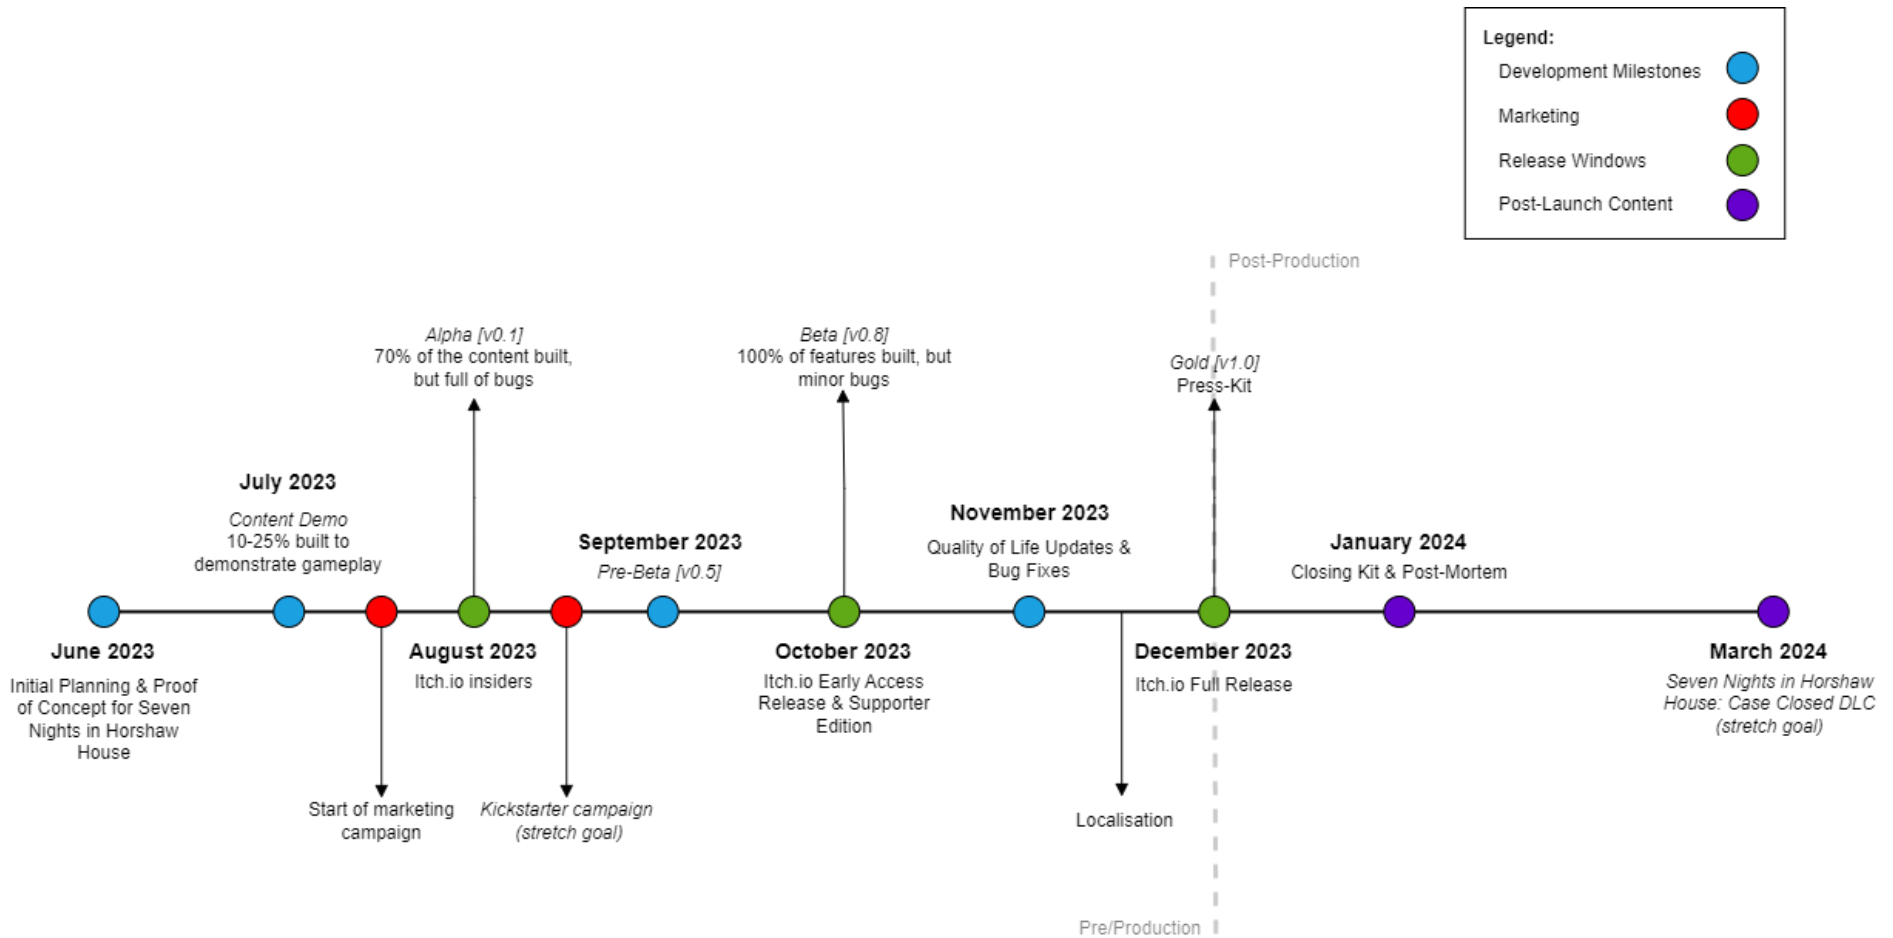 Legend:
Development Milestones
Marketing
Release Windows
Post-Launch Content
Post-Production
Alpha [v0.1]
70% of the content built,
but full of bugs
Beta [v0.8]
100% of features built, but
minor bugs
Gold [v1.0]
Press-Kit
July 2023
Content Demo
10-25% built to
demonstrate gameplay
September 2023
Pre-Beta [v0.5]
November 2023
Quality of Life Updates &
Bug Fixes
January 2024
Closing Kit & Post-Mortem
June 2023
Initial Planning & Proof
of Concept for Seven
Nights in Horshaw
House
August 2023
Itch.io insiders
October 2023
Itch.io Early Access
Release & Supporter
Edition
December 2023
Itch.io Full Release
March 2024
Seven Nights in Horshaw
House: Case Closed DLC
(stretch goal)
Start of marketing
campaign
Kickstarter campaign
(stretch goal)
Localisation
Pre/Production